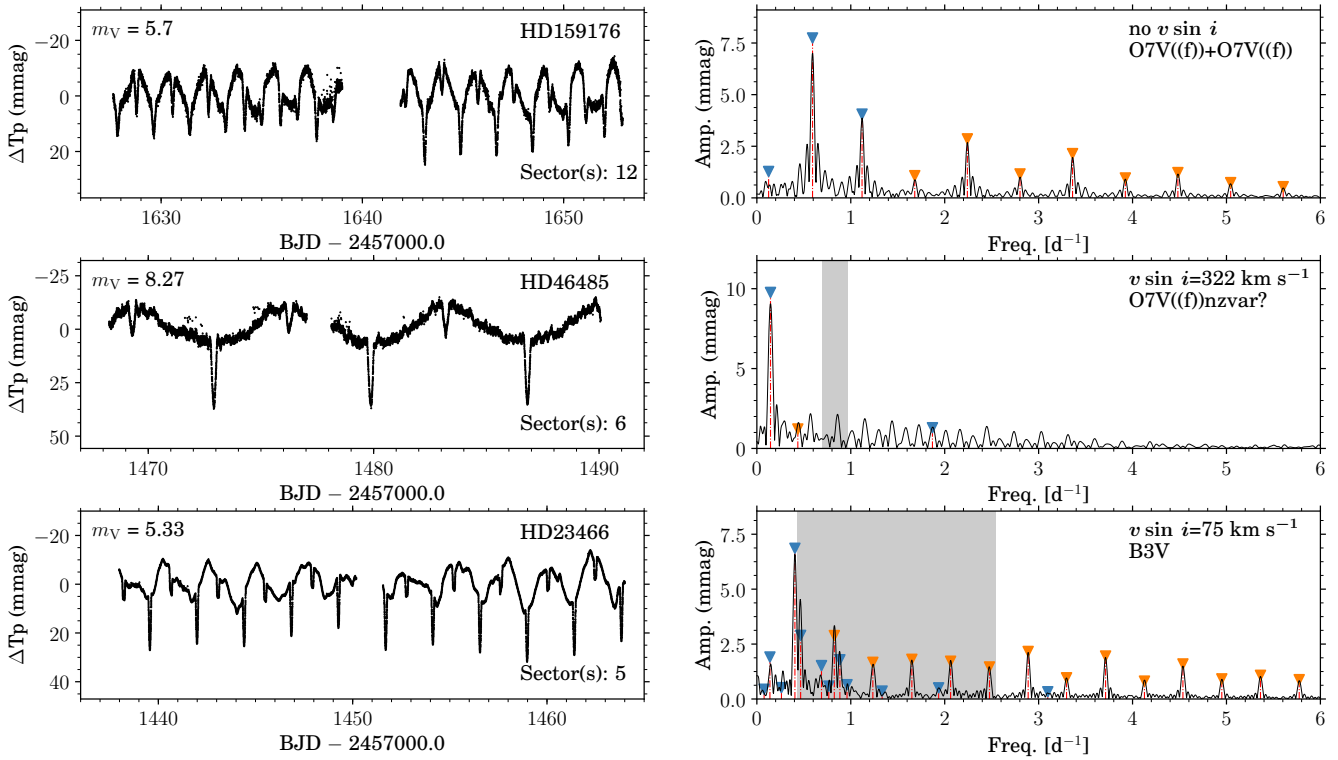 m_V = 5.7
HD159176
Sector(s): 12
ΔTp (mmag)
−20
0
20
1630
1640
1650
BJD − 2457000.0
no v sin i
O7V((f))+O7V((f))
Amp. (mmag)
7.5
5.0
2.5
0.0
0
1
2
3
4
5
6
Freq. [d⁻¹]
m_V = 8.27
HD46485
Sector(s): 6
ΔTp (mmag)
−25
0
25
50
1470
1480
1490
BJD − 2457000.0
v sin i=322 km s⁻¹
O7V((f))nzvar?
Amp. (mmag)
10
5
0
0
1
2
3
4
5
6
Freq. [d⁻¹]
m_V = 5.33
HD23466
Sector(s): 5
ΔTp (mmag)
−20
0
20
40
1440
1450
1460
BJD − 2457000.0
v sin i=75 km s⁻¹
B3V
Amp. (mmag)
7.5
5.0
2.5
0.0
0
1
2
3
4
5
6
Freq. [d⁻¹]